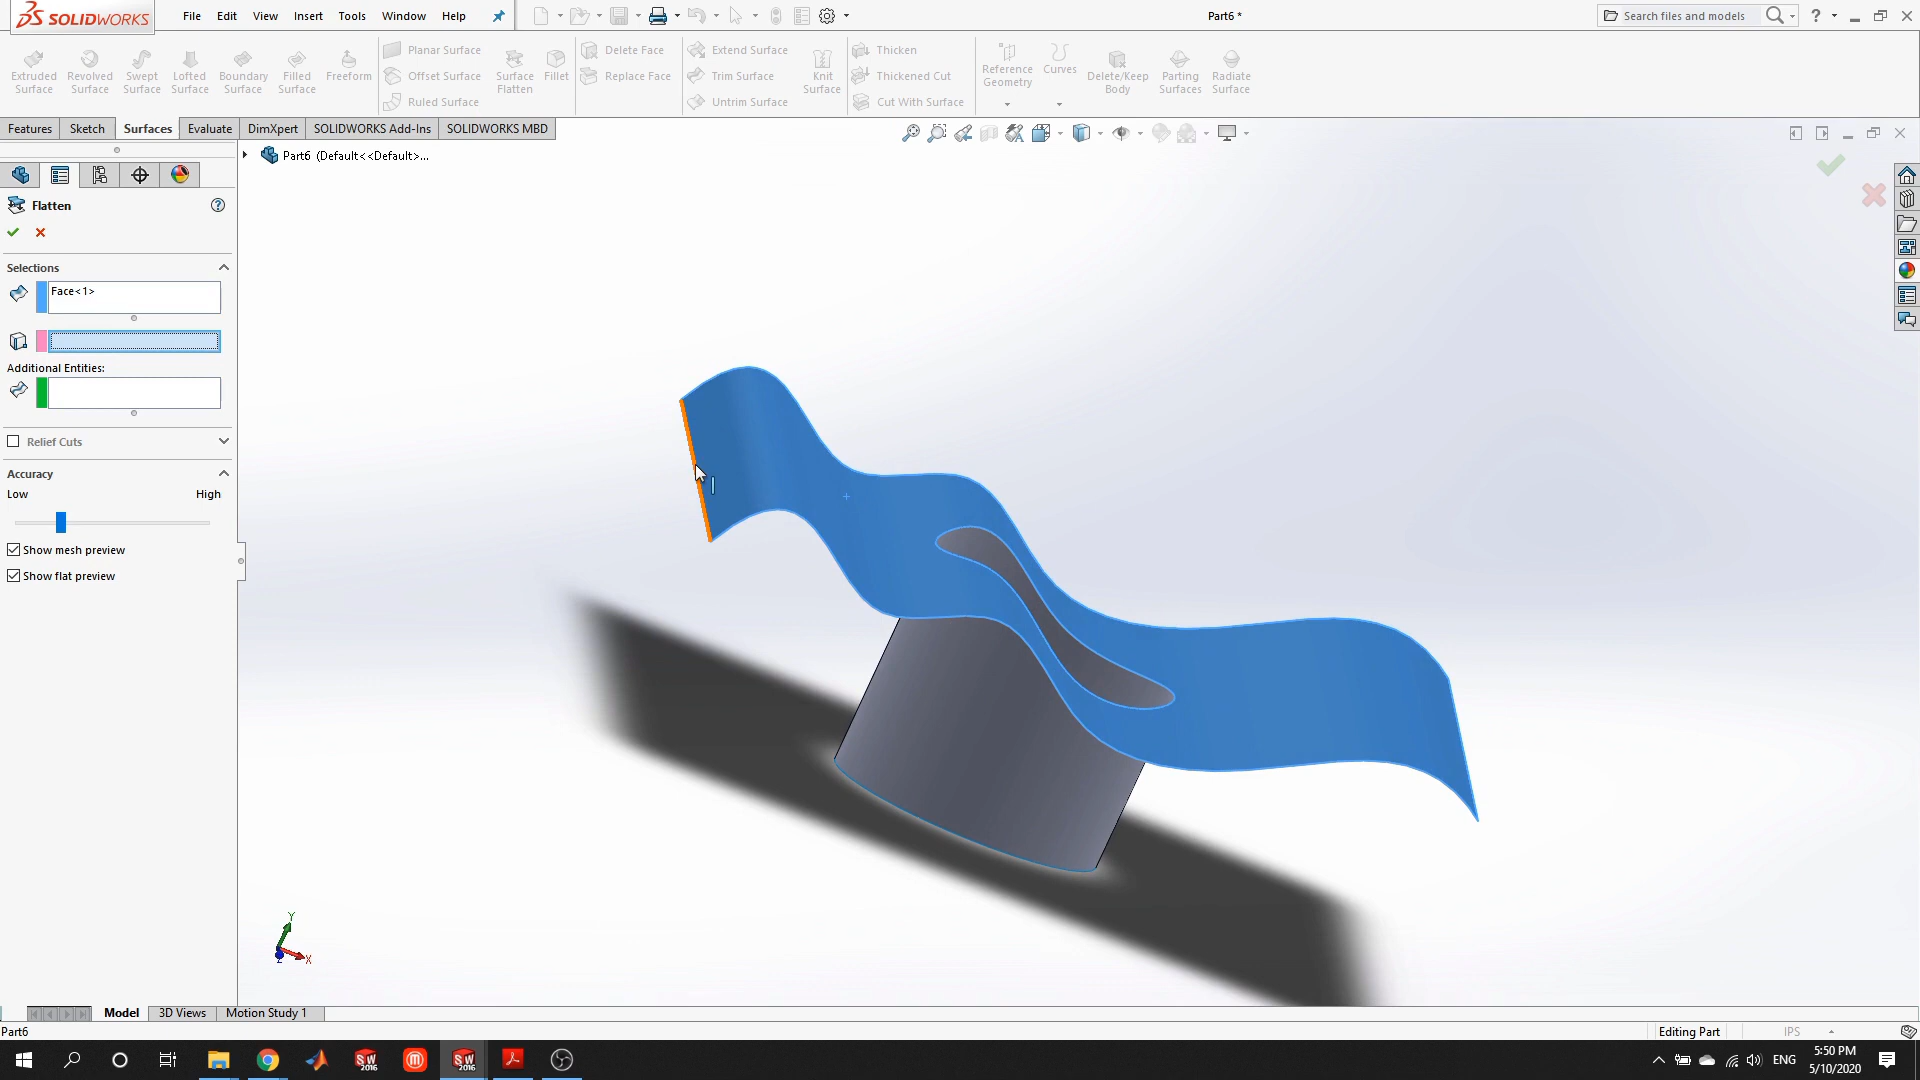 SOLIDWORKS
File Edit View Insert Tools Window Help
Part6 *
Search files and models
Extruded Surface
Revolved Surface
Swept Surface
Lofted Surface
Boundary Surface
Filled Surface
Freeform
Planar Surface
Offset Surface
Ruled Surface
Surface Flatten
Fillet
Delete Face
Replace Face
Extend Surface
Trim Surface
Untrim Surface
Knit Surface
Thicken
Thickened Cut
Cut With Surface
Reference Geometry
Curves
Delete/Keep Body
Parting Surfaces
Radiate Surface
Features Sketch Surfaces Evaluate DimXpert SOLIDWORKS Add-Ins SOLIDWORKS MBD
Part6 (Default<<Default>...
Flatten
Selections
Face<1>
Additional Entities:
Relief Cuts
Accuracy
Low High
Show mesh preview
Show flat preview
Y
X
Z
Model 3D Views Motion Study 1
Part6
Editing Part
IPS
SW 2016
SW 2016
ENG
5:50 PM
5/10/2020